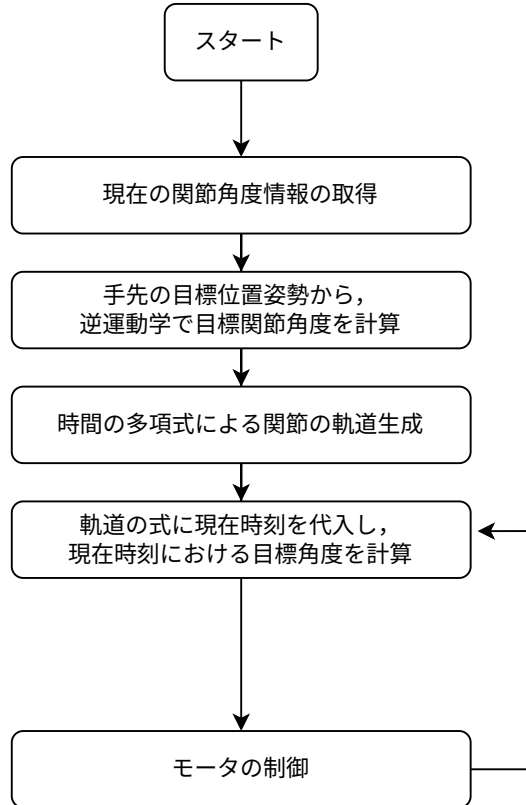 スタート
現在の関節角度情報の取得
手先の目標位置姿勢から，
逆運動学で目標関節角度を計算
時間の多項式による関節の軌道生成
軌道の式に現在時刻を代入し，
現在時刻における目標角度を計算
モータの制御